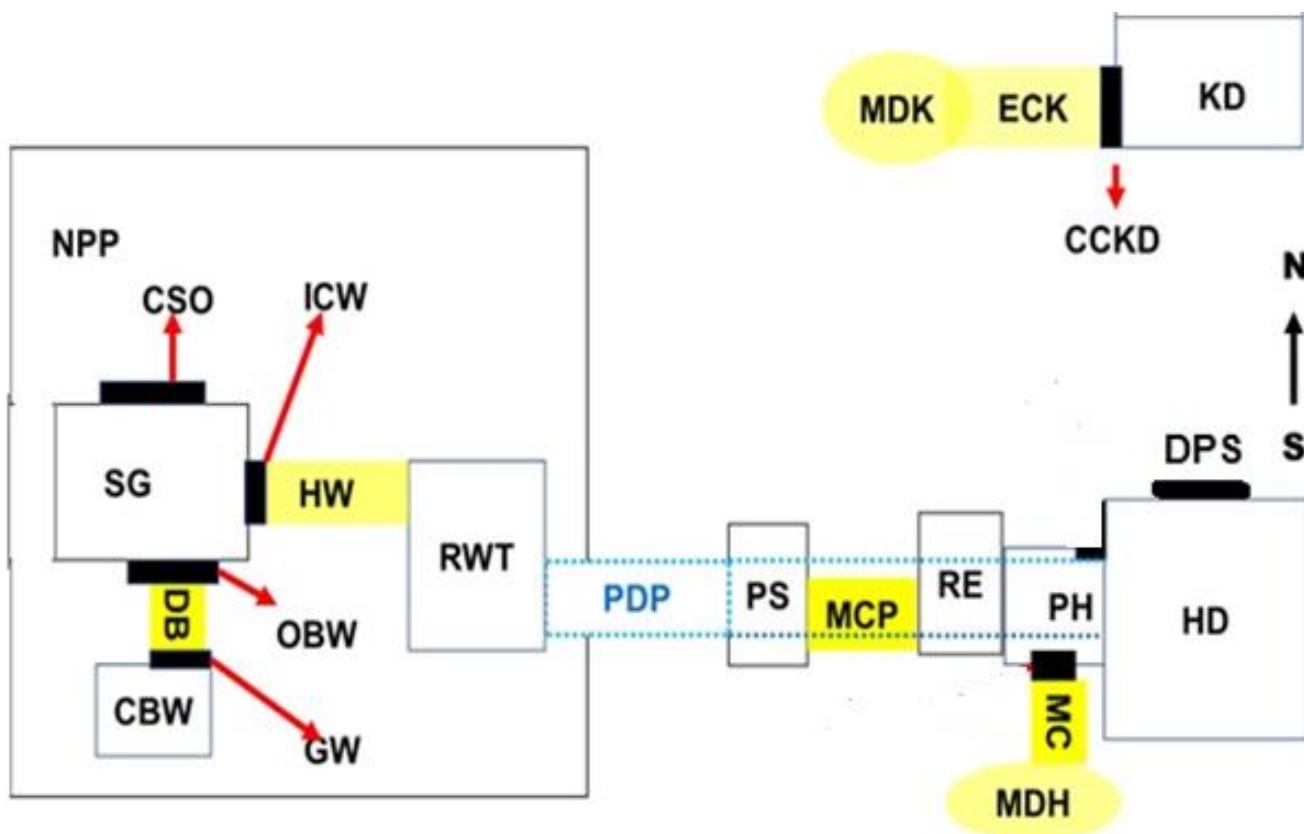 KD
MDK
ECK
CCKD
NPP
N
CSO
ICW
DPS
S
SG
HW
RWT
PDP
PS
MCP
RE
PH
HD
DB
OBW
CBW
GW
MC
MDH